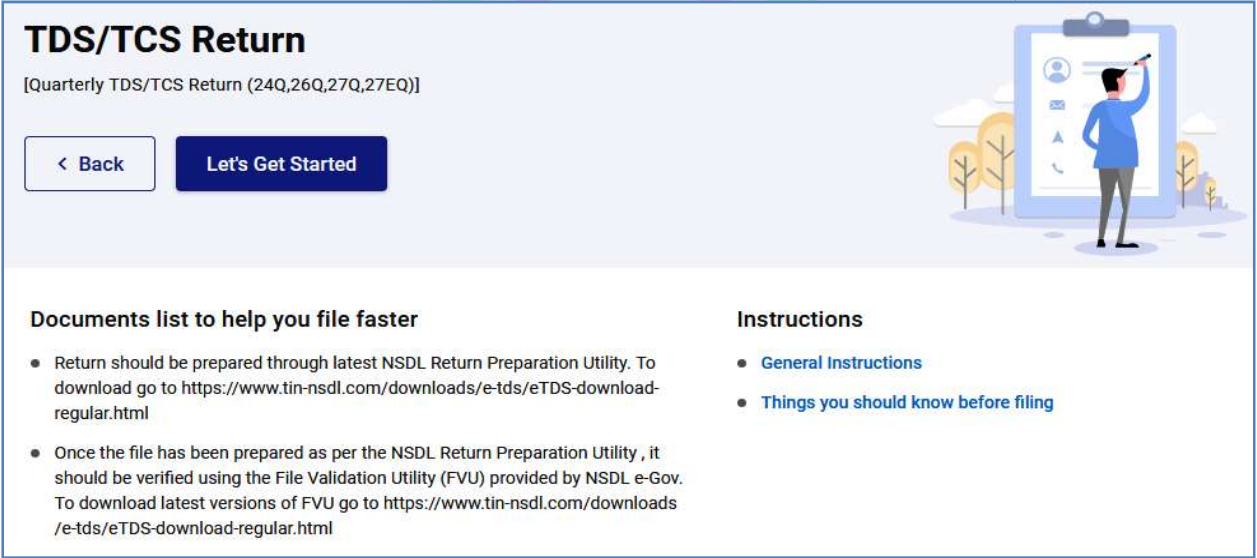 TDS/TCS Return
[Quarterly TDS/TCS Return (24Q,26Q,27Q,27EQ)]
< Back
Let's Get Started
Documents list to help you file faster
Return should be prepared through latest NSDL Return Preparation Utility. To
download go to https://www.tin-nsdl.com/downloads/e-tds/eTDS-download-
regular.html
Once the file has been prepared as per the NSDL Return Preparation Utility , it
should be verified using the File Validation Utility (FVU) provided by NSDL e-Gov.
To download latest versions of FVU go to https://www.tin-nsdl.com/downloads
/e-tds/eTDS-download-regular.html
Instructions
General Instructions
Things you should know before filing